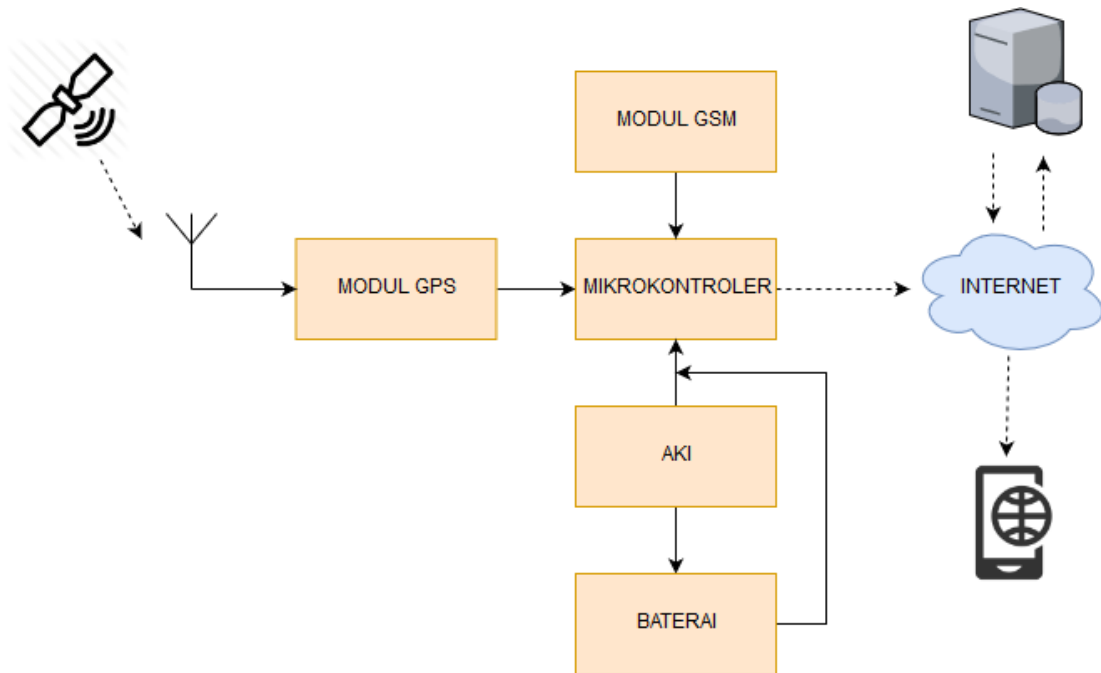 MODUL GSM
MODUL GPS
MIKROKONTROLER
INTERNET
AKI
BATERAI